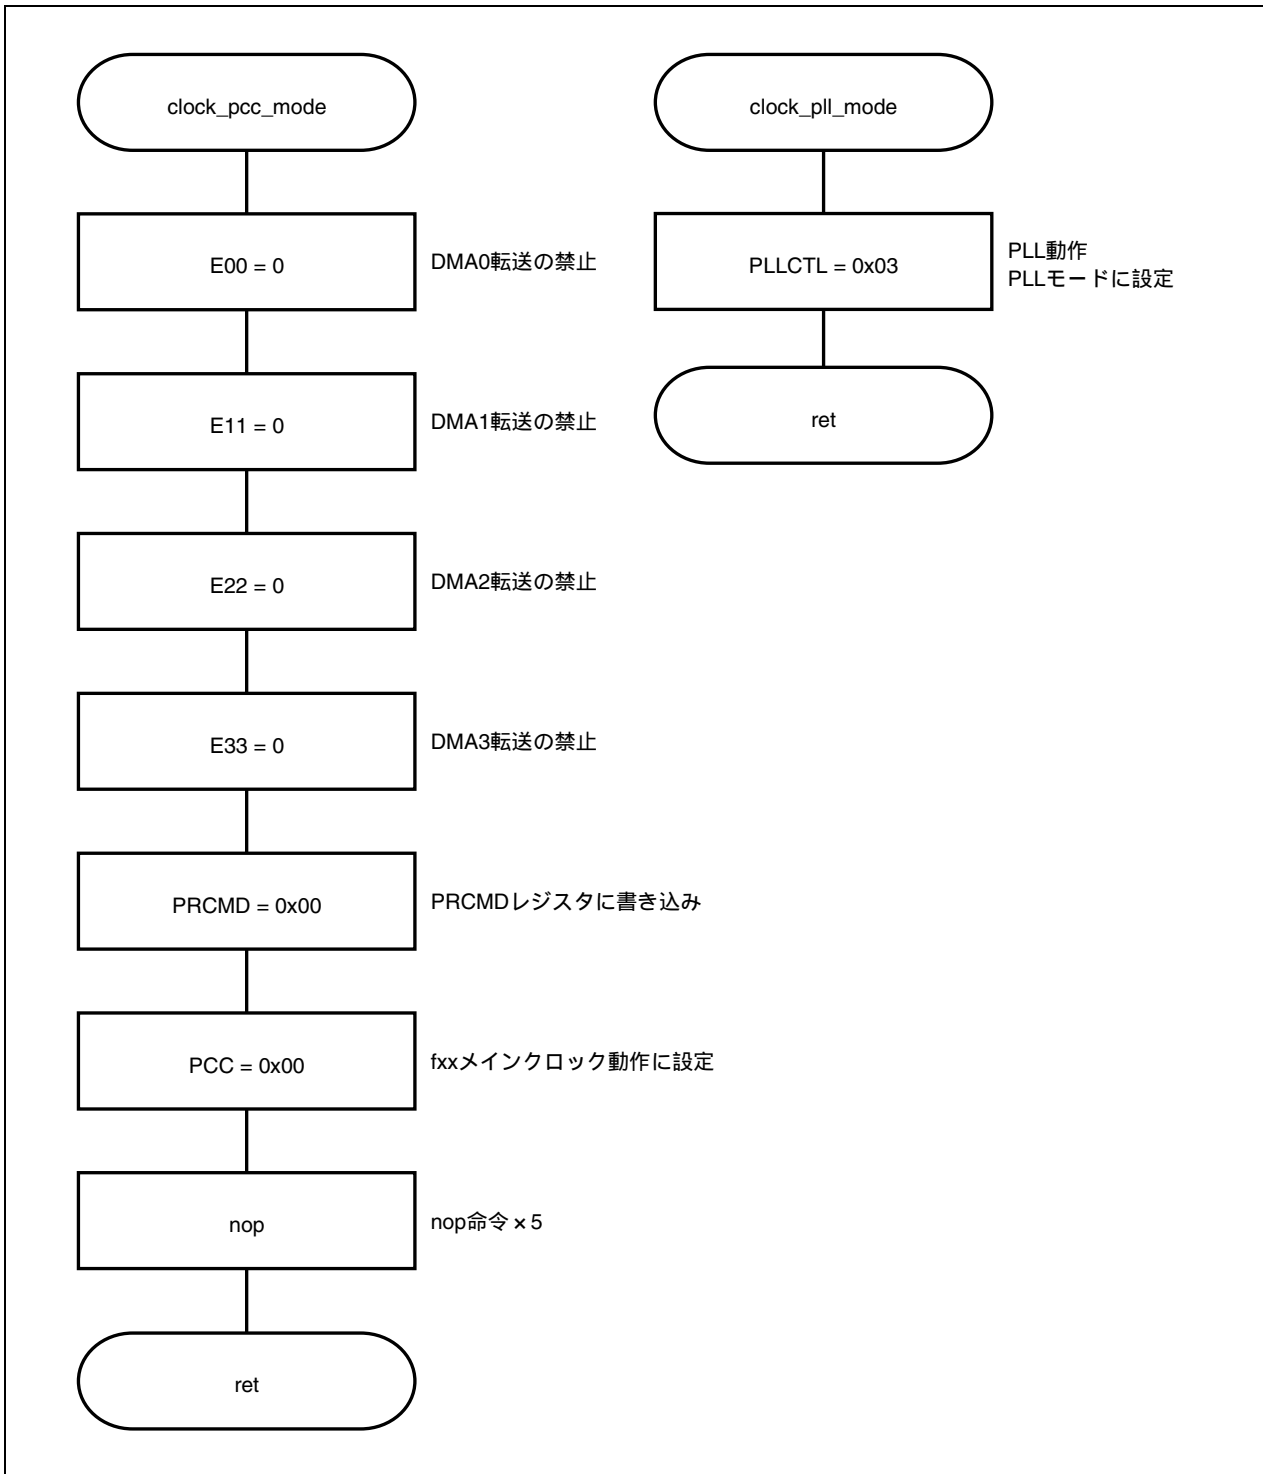 clock_pcc_mode
E00 = 0
DMA0転送の禁止
E11 = 0
DMA1転送の禁止
E22 = 0
DMA2転送の禁止
E33 = 0
DMA3転送の禁止
PRCMD = 0x00
PRCMDレジスタに書き込み
PCC = 0x00
fxxメインクロック動作に設定
nop
nop命令×5
ret
clock_pll_mode
PLLCTL = 0x03
PLL動作
PLLモードに設定
ret